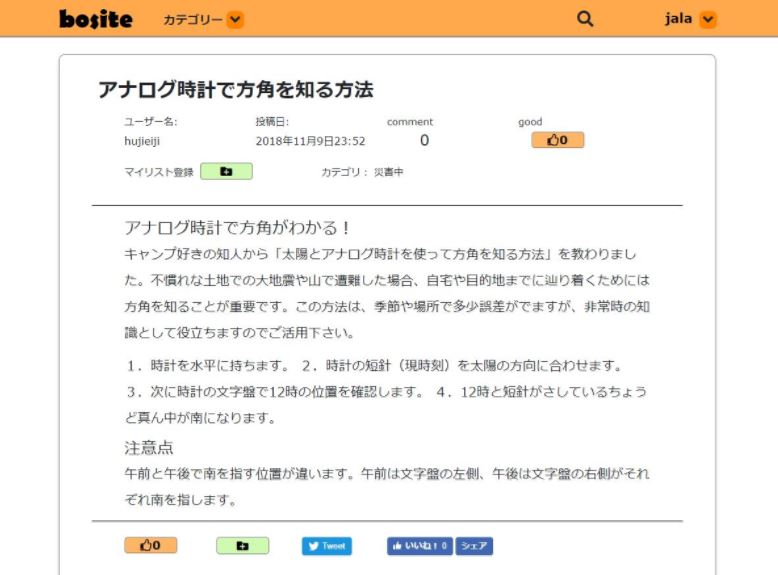 bosite カテゴリー jala
アナログ時計で方角を知る方法
ユーザー名: 投稿日: comment good
hujieiji 2018年11月9日23:52 0 0
マイリスト登録 カテゴリ： 災害中
アナログ時計で方角がわかる！
キャンプ好きの知人から「太陽とアナログ時計を使って方角を知る方法」を教わりまし
た。不慣れな土地での大地震や山で遭難した場合、自宅や目的地までに辿り着くためには
方角を知ることが重要です。この方法は、季節や場所で多少誤差がでますが、非常時の知
識として役立ちますのでご活用下さい。
１．時計を水平に持ちます。 ２．時計の短針（現時刻）を太陽の方向に合わせます。
３．次に時計の文字盤で12時の位置を確認します。 ４．12時と短針がさしているちょう
ど真ん中が南になります。
注意点
午前と午後で南を指す位置が違います。午前は文字盤の左側、午後は文字盤の右側がそれ
ぞれ南を指します。
0 Tweet いいね！ 0 シェア